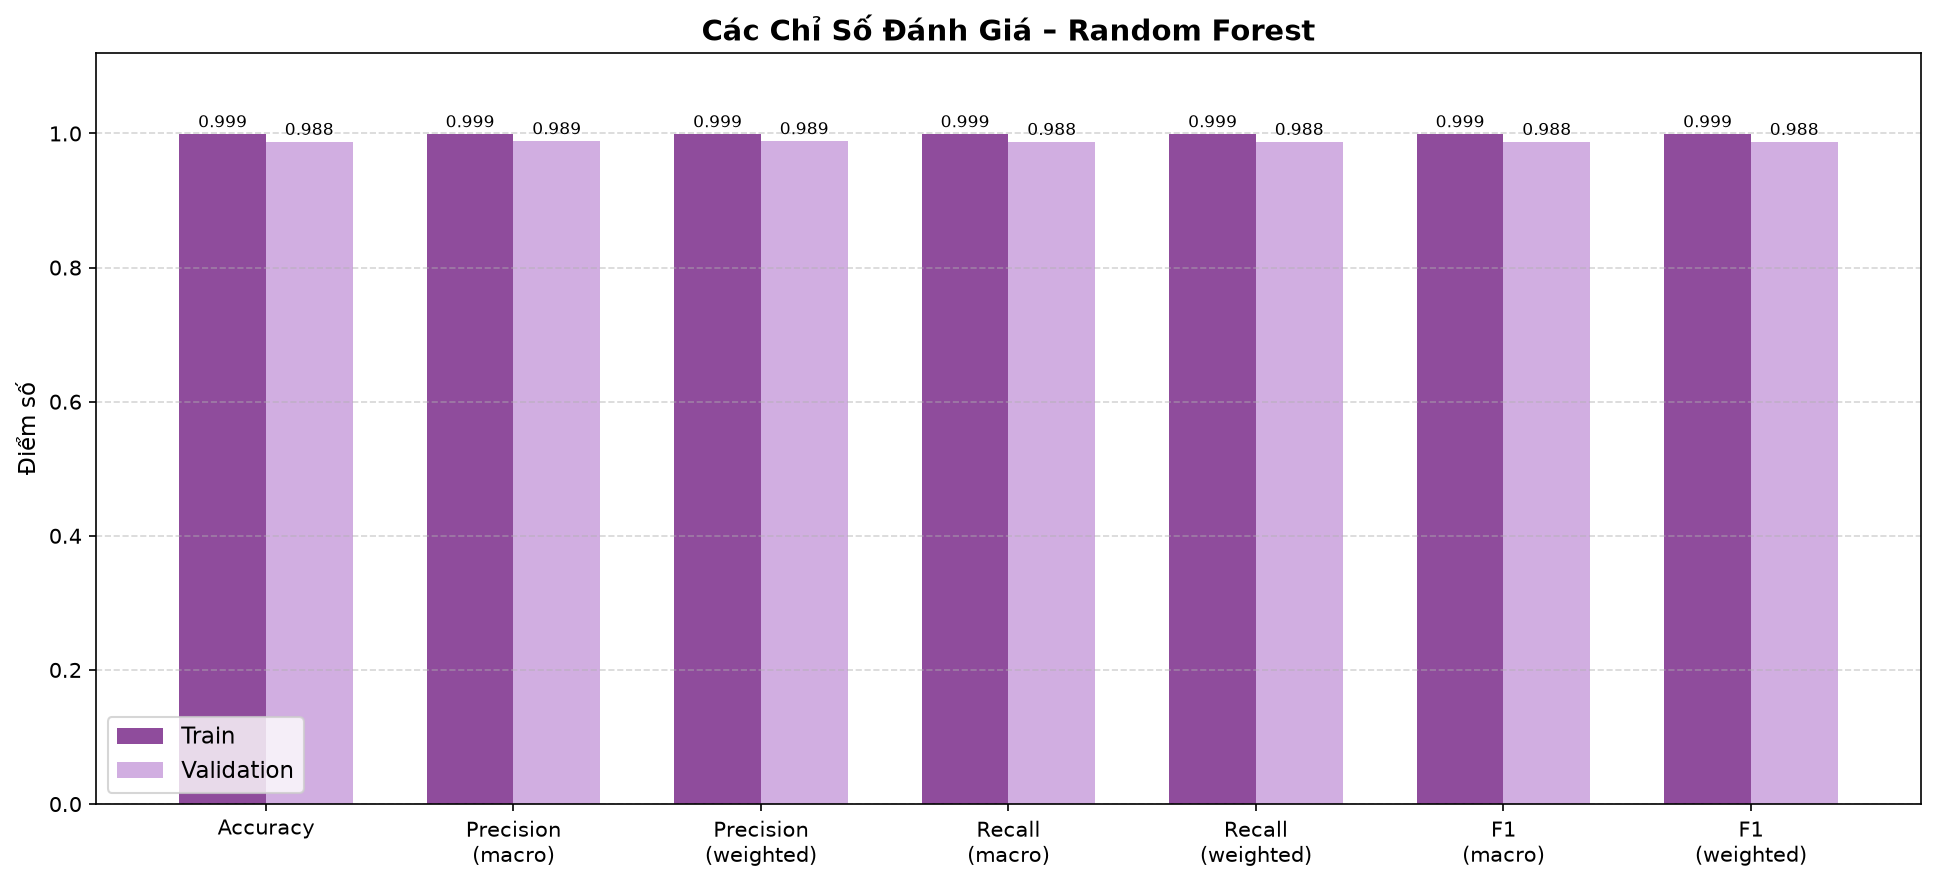 Các Chỉ Số Đánh Giá – Random Forest
Điểm số
1.0
0.8
0.6
0.4
0.2
0.0
0.999 0.988 0.999 0.989 0.999 0.989 0.999 0.988 0.999 0.988 0.999 0.988 0.999 0.988
Train
Validation
Accuracy
Precision
(macro)
Precision
(weighted)
Recall
(macro)
Recall
(weighted)
F1
(macro)
F1
(weighted)